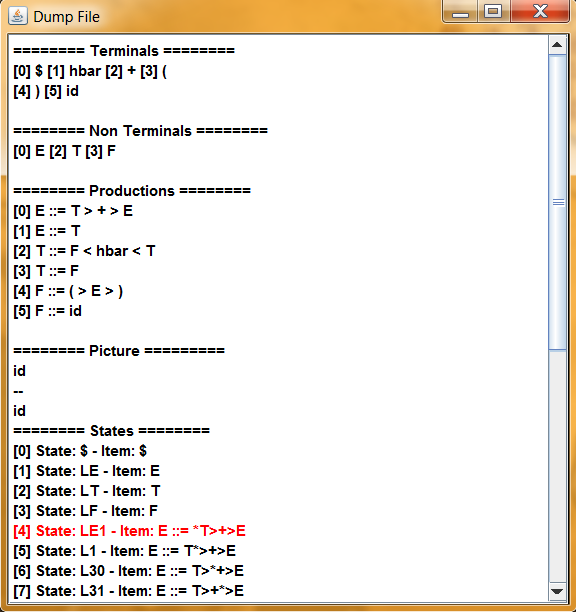 Dump File
======== Terminals ========
[0] $ [1] hbar [2] + [3] (
[4] ) [5] id
======== Non Terminals ========
[0] E [2] T [3] F
======== Productions ========
[0] E ::= T > + > E
[1] E ::= T
[2] T ::= F < hbar < T
[3] T ::= F
[4] F ::= ( > E > )
[5] F ::= id
======== Picture =========
id
--
id
======== States ========
[0] State: $ - Item: $
[1] State: LE - Item: E
[2] State: LT - Item: T
[3] State: LF - Item: F
[4] State: LE1 - Item: E ::= *T>+>E
[5] State: L1 - Item: E ::= T*>+>E
[6] State: L30 - Item: E ::= T>*+>E
[7] State: L31 - Item: E ::= T>+*>E